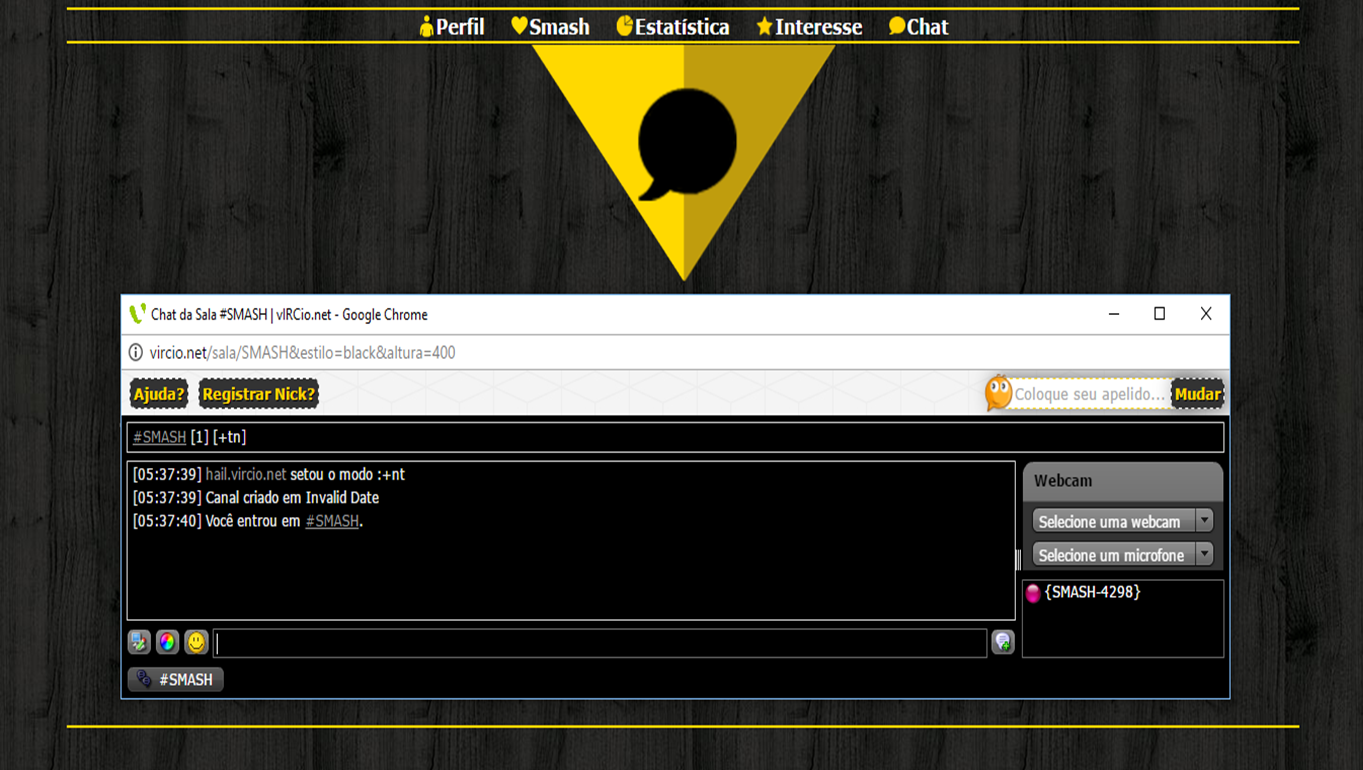 Perfil Smash Estatística Interesse Chat
Chat da Sala #SMASH | vIRCio.net - Google Chrome
vircio.net/sala/SMASH&estilo=black&altura=400
Ajuda? Registrar Nick? Coloque seu apelido... Mudar
#SMASH [1] [+tn]
[05:37:39] hail.vircio.net setou o modo :+nt
[05:37:39] Canal criado em Invalid Date
[05:37:40] Você entrou em #SMASH.
Webcam
Selecione uma webcam
Selecione um microfone
{SMASH-4298}
#SMASH